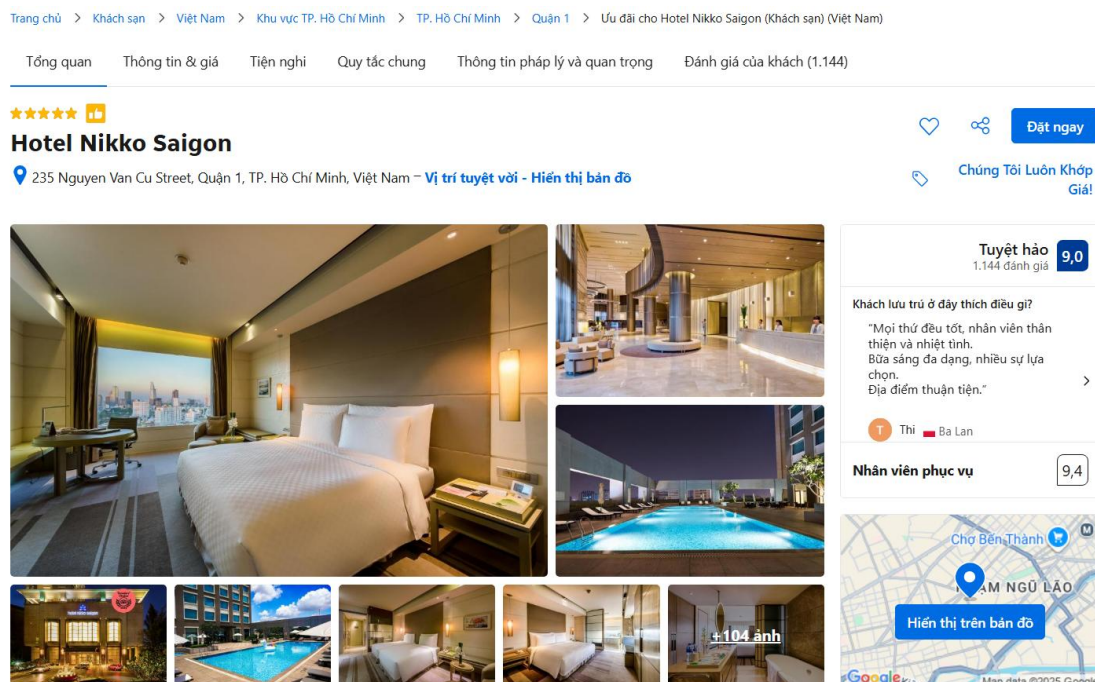 Trang chủ > Khách sạn > Việt Nam > Khu vực TP. Hồ Chí Minh > TP. Hồ Chí Minh > Quận 1 > Ưu đãi cho Hotel Nikko Saigon (Khách sạn) (Việt Nam)
Tổng quan Thông tin & giá Tiện nghi Quy tắc chung Thông tin pháp lý và quan trọng Đánh giá của khách (1.144)
Hotel Nikko Saigon
Đặt ngay
235 Nguyen Van Cu Street, Quận 1, TP. Hồ Chí Minh, Việt Nam – Vị trí tuyệt vời - Hiển thị bản đồ
Chúng Tôi Luôn Khớp
Giá!
Tuyệt hảo 9,0
1.144 đánh giá
Khách lưu trú ở đây thích điều gì?
“Mọi thứ đều tốt, nhân viên thân
thiện và nhiệt tình.
Bữa sáng đa dạng, nhiều sự lựa
chọn.
Địa điểm thuận tiện.”
T Thi Ba Lan
Nhân viên phục vụ 9,4
Chợ Bến Thành
M
NGŨ LÃO
Hiển thị trên bản đồ
+104 ảnh
Google
Map data ©2025 Google